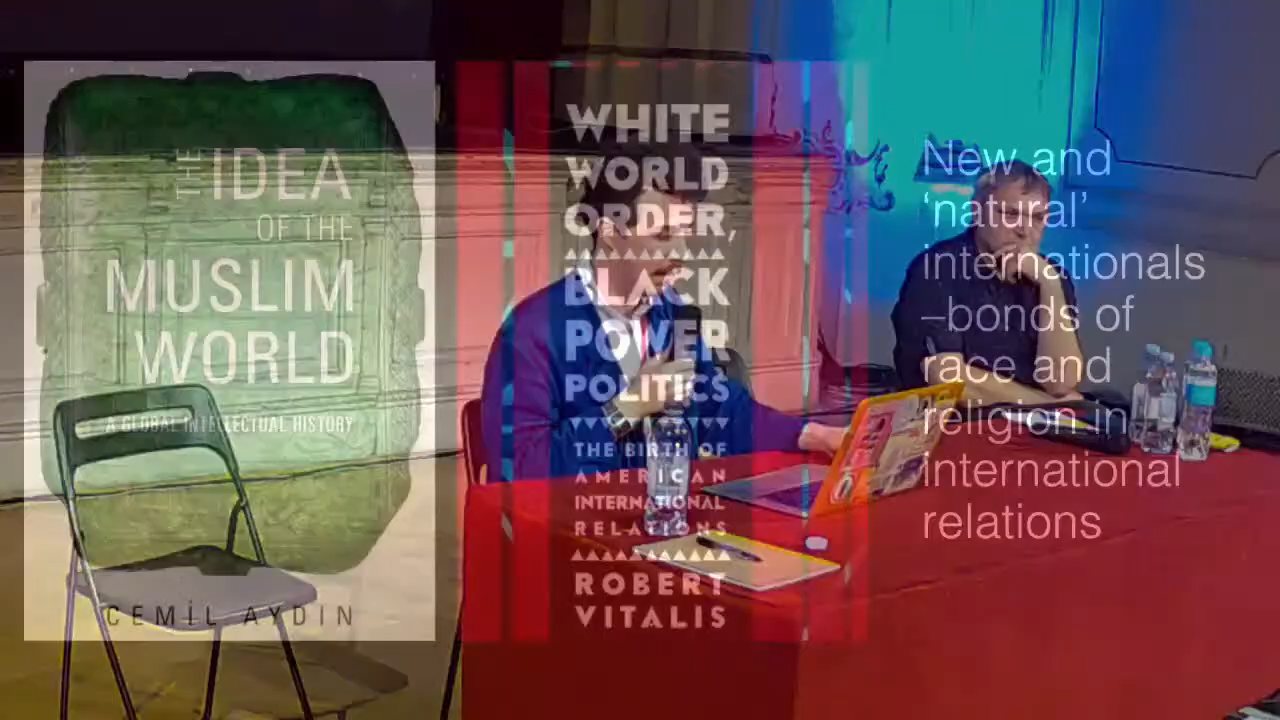 THE IDEA
OF THE
MUSLIM
WORLD
A GLOBAL INTELLECTUAL HISTORY
CEMİL AYDIN
WHITE
WORLD
ORDER,
BLACK
POWER
POLITICS
THE BIRTH OF
AMERICAN
INTERNATIONAL
RELATIONS
ROBERT
VITALIS
New and
‘natural’
internationals
–bonds of
race and
religion in
international
relations